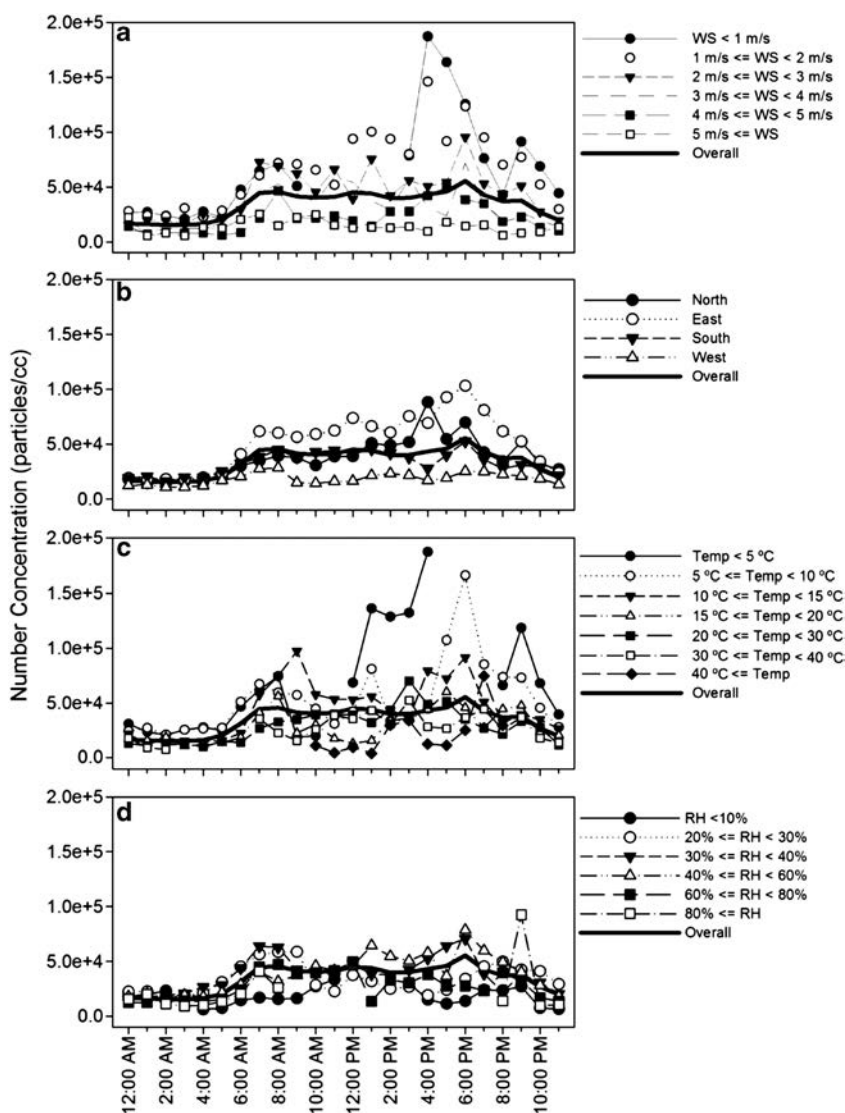 Number Concentration (particles/cc)
a
2.0e+5
1.5e+5
1.0e+5
5.0e+4
0.0
WS < 1 m/s
1 m/s <= WS < 2 m/s
2 m/s <= WS < 3 m/s
3 m/s <= WS < 4 m/s
4 m/s <= WS < 5 m/s
5 m/s <= WS
Overall
b
2.0e+5
1.5e+5
1.0e+5
5.0e+4
0.0
North
East
South
West
Overall
c
2.0e+5
1.5e+5
1.0e+5
5.0e+4
0.0
Temp < 5 ºC
5 ºC <= Temp < 10 ºC
10 ºC <= Temp < 15 ºC
15 ºC <= Temp < 20 ºC
20 ºC <= Temp < 30 ºC
30 ºC <= Temp < 40 ºC
40 ºC <= Temp
Overall
d
2.0e+5
1.5e+5
1.0e+5
5.0e+4
0.0
RH <10%
20% <= RH < 30%
30% <= RH < 40%
40% <= RH < 60%
60% <= RH < 80%
80% <= RH
Overall
12:00 AM
2:00 AM
4:00 AM
6:00 AM
8:00 AM
10:00 AM
12:00 PM
2:00 PM
4:00 PM
6:00 PM
8:00 PM
10:00 PM